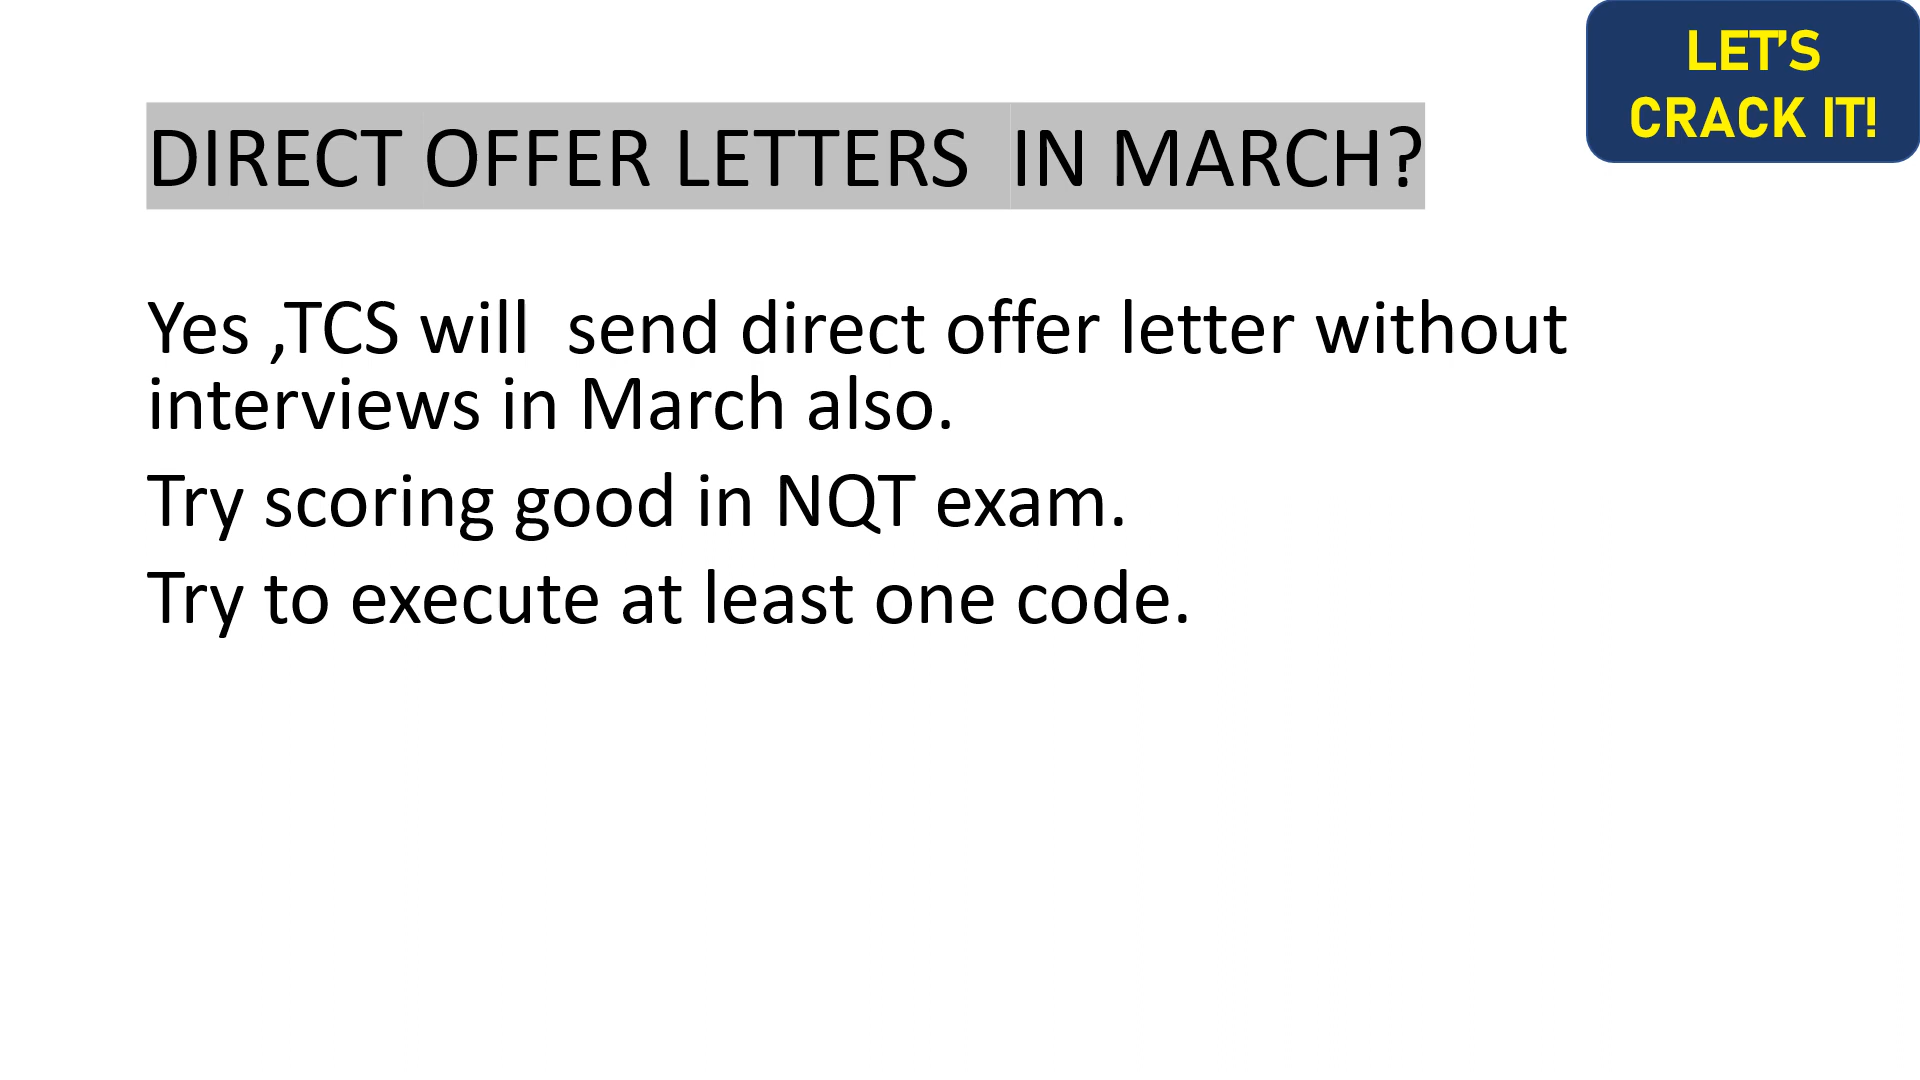 LET'S
CRACK IT!
DIRECT OFFER LETTERS  IN MARCH?
Yes ,TCS will  send direct offer letter without
interviews in March also.
Try scoring good in NQT exam.
Try to execute at least one code.